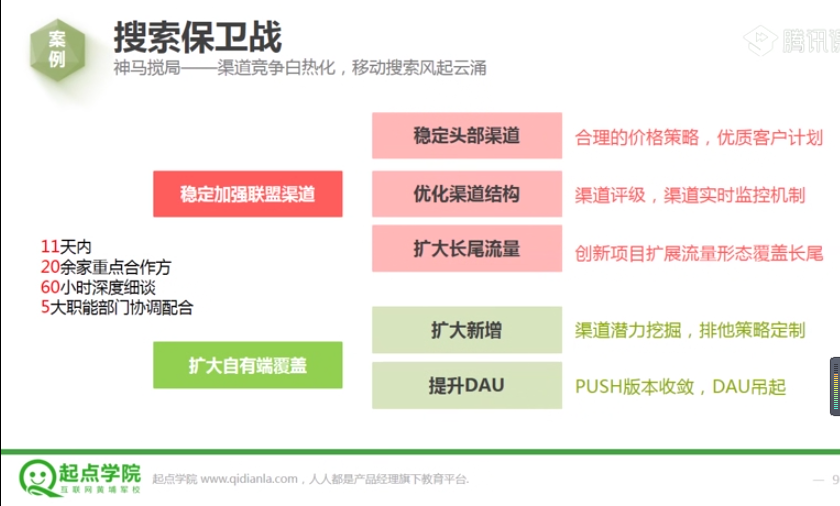 案
例
搜索保卫战
神马搅局——渠道竞争白热化，移动搜索风起云涌
腾讯课
稳定头部渠道
合理的价格策略，优质客户计划
稳定加强联盟渠道
优化渠道结构
渠道评级，渠道实时监控机制
扩大长尾流量
创新项目扩展流量形态覆盖长尾
11天内
20余家重点合作方
60小时深度细谈
5大职能部门协调配合
扩大新增
渠道潜力挖掘，排他策略定制
扩大自有端覆盖
提升DAU
PUSH版本收敛，DAU吊起
起点学院
互联网黄埔军校
起点学院 www.qidianla.com，人人都是产品经理旗下教育平台.
— 9